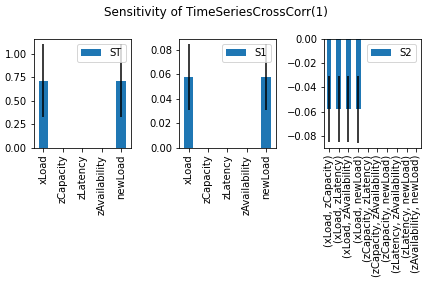 Sensitivity of TimeSeriesCrossCorr(1)
ST
1.00
0.75
0.50
0.25
0.00
xLoad
zCapacity
zLatency
zAvailability
newLoad
S1
0.08
0.06
0.04
0.02
0.00
xLoad
zCapacity
zLatency
zAvailability
newLoad
S2
0.00
−0.02
−0.04
−0.06
−0.08
(xLoad, zCapacity)
(xLoad, zLatency)
(xLoad, zAvailability)
(xLoad, newLoad)
(zCapacity, zLatency)
(zCapacity, zAvailability)
(zCapacity, newLoad)
(zLatency, zAvailability)
(zLatency, newLoad)
(zAvailability, newLoad)